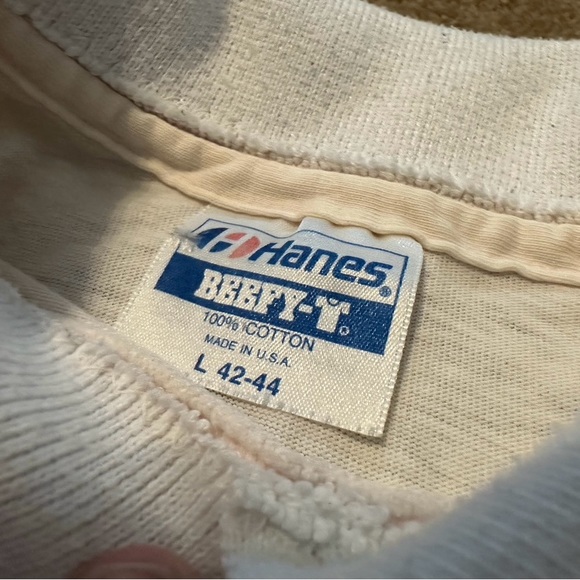 Hanes®
BEEFY-T®
100% COTTON
MADE IN U.S.A.
L 42-44